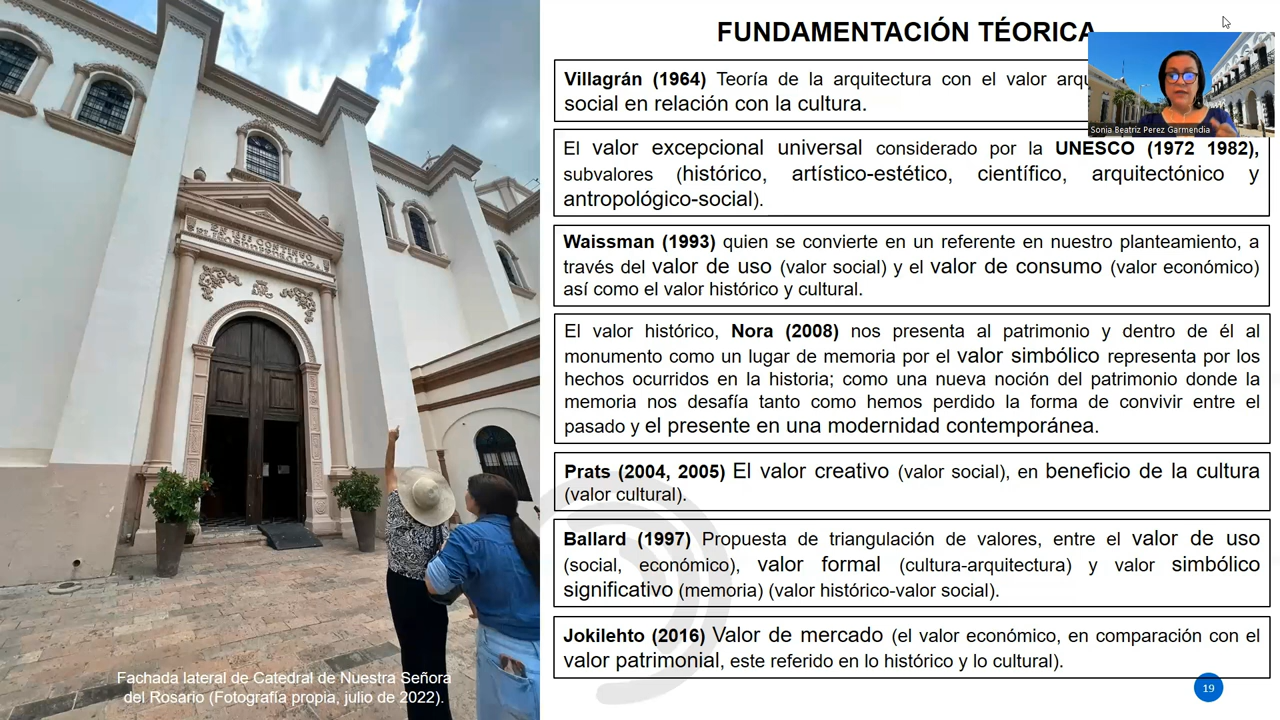 FUNDAMENTACIÓN TÉORICA
Villagrán (1964) Teoría de la arquitectura con el valor
social en relación con la cultura.
El valor excepcional universal considerado por la UNESCO (1972 1982),
subvalores (histórico, artístico-estético, científico, arquitectónico y
antropológico-social).
Waissman (1993) quien se convierte en un referente en nuestro planteamiento, a
través del valor de uso (valor social) y el valor de consumo (valor económico)
así como el valor histórico y cultural.
El valor histórico, Nora (2008) nos presenta al patrimonio y dentro de él al
monumento como un lugar de memoria por el valor simbólico representa por los
hechos ocurridos en la historia; como una nueva noción del patrimonio donde la
memoria nos desafía tanto como hemos perdido la forma de convivir entre el
pasado y el presente en una modernidad contemporánea.
Prats (2004, 2005) El valor creativo (valor social), en beneficio de la cultura
(valor cultural).
Ballard (1997) Propuesta de triangulación de valores, entre el valor de uso
(social, económico), valor formal (cultura-arquitectura) y valor simbólico
significativo (memoria) (valor histórico-valor social).
Jokilehto (2016) Valor de mercado (el valor económico, en comparación con el
valor patrimonial, este referido en lo histórico y lo cultural).
Sonia Beatriz Perez Garmendia
Fachada lateral de Catedral de Nuestra Señora
del Rosario (Fotografía propia, julio de 2022).
19